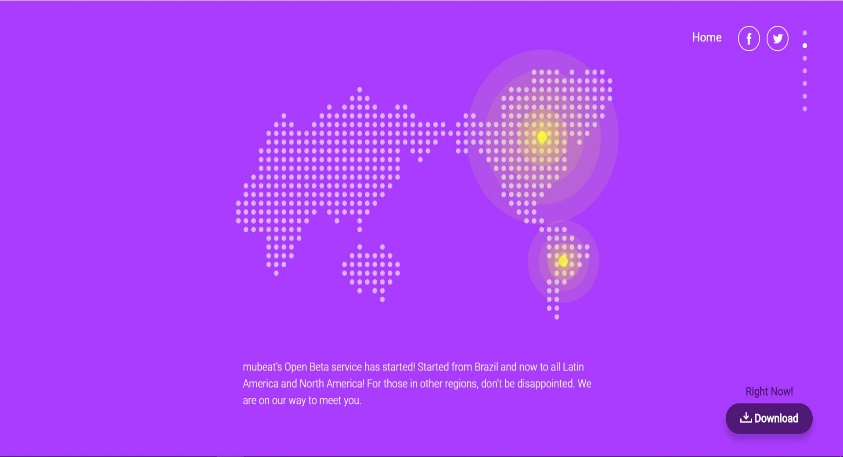 Home
mubeat's Open Beta service has started! Started from Brazil and now to all Latin
America and North America! For those in other regions, don't be disappointed. We
are on our way to meet you.
Right Now!
Download